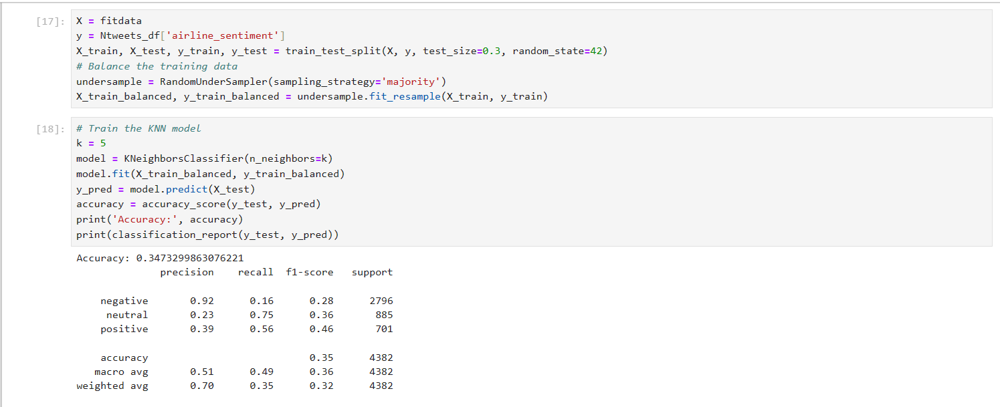 [17]: X = fitdata
y = Ntweets_df['airline_sentiment']
X_train, X_test, y_train, y_test = train_test_split(X, y, test_size=0.3, random_state=42)
# Balance the training data
undersample = RandomUnderSampler(sampling_strategy='majority')
X_train_balanced, y_train_balanced = undersample.fit_resample(X_train, y_train)
[18]: # Train the KNN model
k = 5
model = KNeighborsClassifier(n_neighbors=k)
model.fit(X_train_balanced, y_train_balanced)
y_pred = model.predict(X_test)
accuracy = accuracy_score(y_test, y_pred)
print('Accuracy:', accuracy)
print(classification_report(y_test, y_pred))
Accuracy: 0.3473299863076221
precision recall f1-score support
negative 0.92 0.16 0.28 2796
neutral 0.23 0.75 0.36 885
positive 0.39 0.56 0.46 701
accuracy 0.35 4382
macro avg 0.51 0.49 0.36 4382
weighted avg 0.70 0.35 0.32 4382